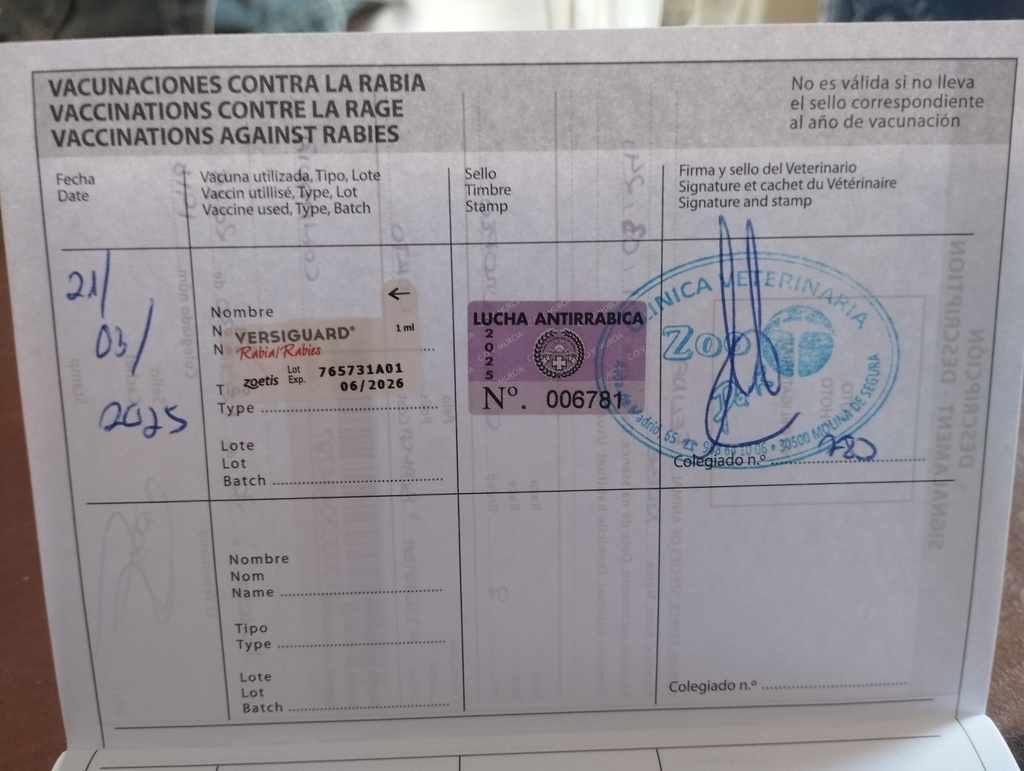 VACUNACIONES CONTRA LA RABIA
VACCINATIONS CONTRE LA RAGE
VACCINATIONS AGAINST RABIES
No es válida si no lleva
el sello correspondiente
al año de vacunación
Fecha
Date
Vacuna utilizada, Tipo, Lote
Vaccin utillisé, Type, Lot
Vaccine used, Type, Batch
Sello
Timbre
Stamp
Firma y sello del Veterinario
Signature et cachet du Vétérinaire
Signature and stamp
21/
03/
2025
Nombre
VERSIGUARD®
1 ml
Rabia/Rabies
zoetis
Lot 765731A01
Exp. 06/2026
Type
Lote
Lot
Batch
LUCHA ANTIRRABICA
2025
Nº. 006781
CLINICA VETERINARIA
Zoo
30500 MOLINA DE SEGURA
Colegiado n.º 780
Nombre
Nom
Name
Tipo
Type
Lote
Lot
Batch
Colegiado n.º